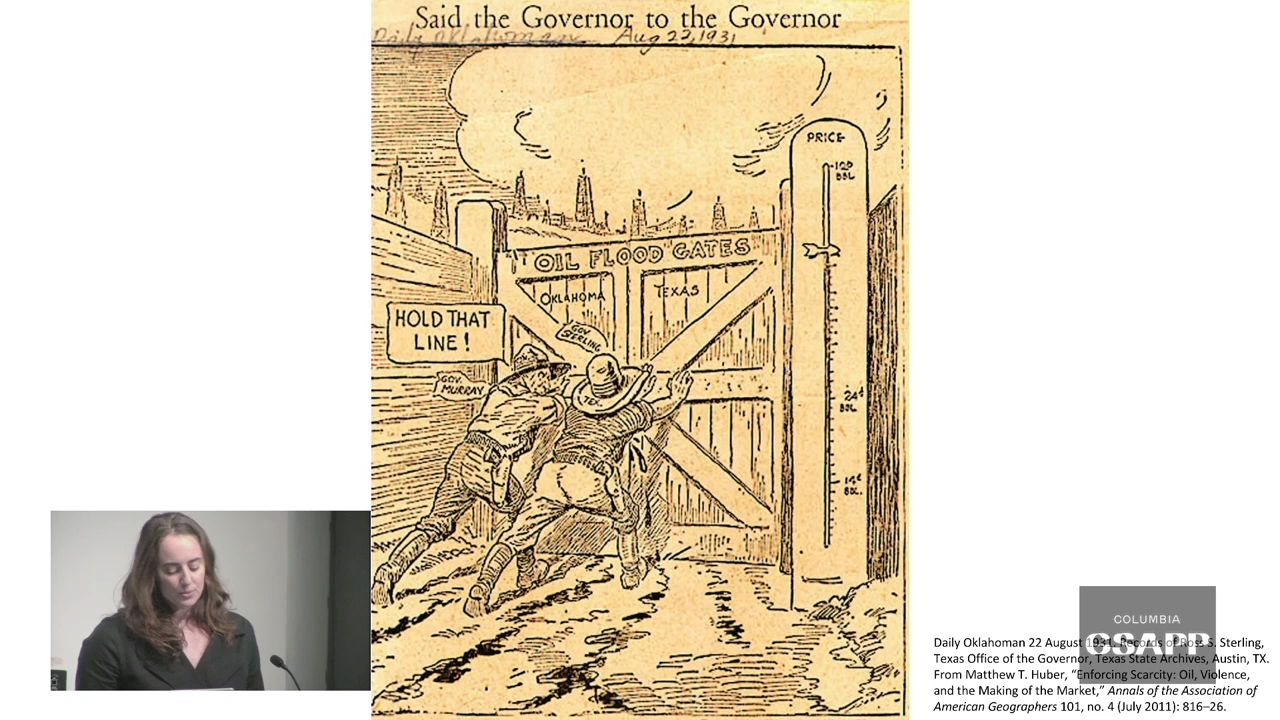 Said the Governor to the Governor
Daily Oklahoman Aug 22, 1931
PRICE
OIL FLOOD GATES
OKLAHOMA
TEXAS
HOLD THAT
LINE!
GOV
STERLING
GOV.
MURRAY
TEX.
BBL
24¢
BBL
BBL.
COLUMBIA
GSAPP
Daily Oklahoman 22 August 1931. Records of Ross S. Sterling,
Texas Office of the Governor, Texas State Archives, Austin, TX.
From Matthew T. Huber, “Enforcing Scarcity: Oil, Violence,
and the Making of the Market,” Annals of the Association of
American Geographers 101, no. 4 (July 2011): 816–26.